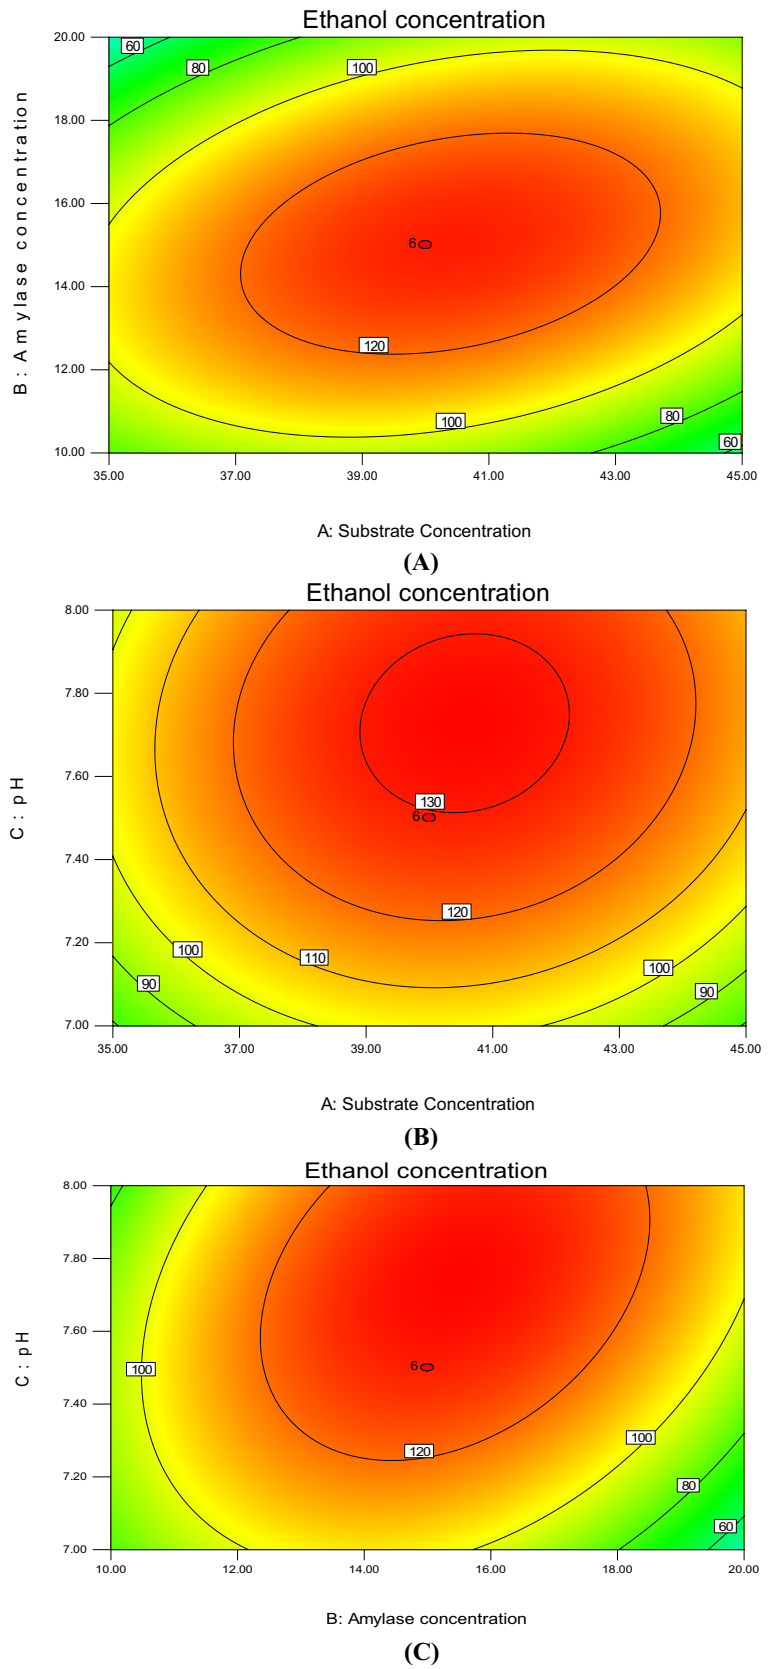 Ethanol concentration
20.00
18.00
16.00
14.00
12.00
10.00
B: Amylase concentration
60
80
100
6
120
100
80
60
35.00 37.00 39.00 41.00 43.00 45.00
A: Substrate Concentration
(A)
Ethanol concentration
8.00
7.80
7.60
7.40
7.20
7.00
C: pH
130
6
120
110
100
100
90
90
35.00 37.00 39.00 41.00 43.00 45.00
A: Substrate Concentration
(B)
Ethanol concentration
8.00
7.80
7.60
7.40
7.20
7.00
C: pH
100
6
120
100
80
60
10.00 12.00 14.00 16.00 18.00 20.00
B: Amylase concentration
(C)